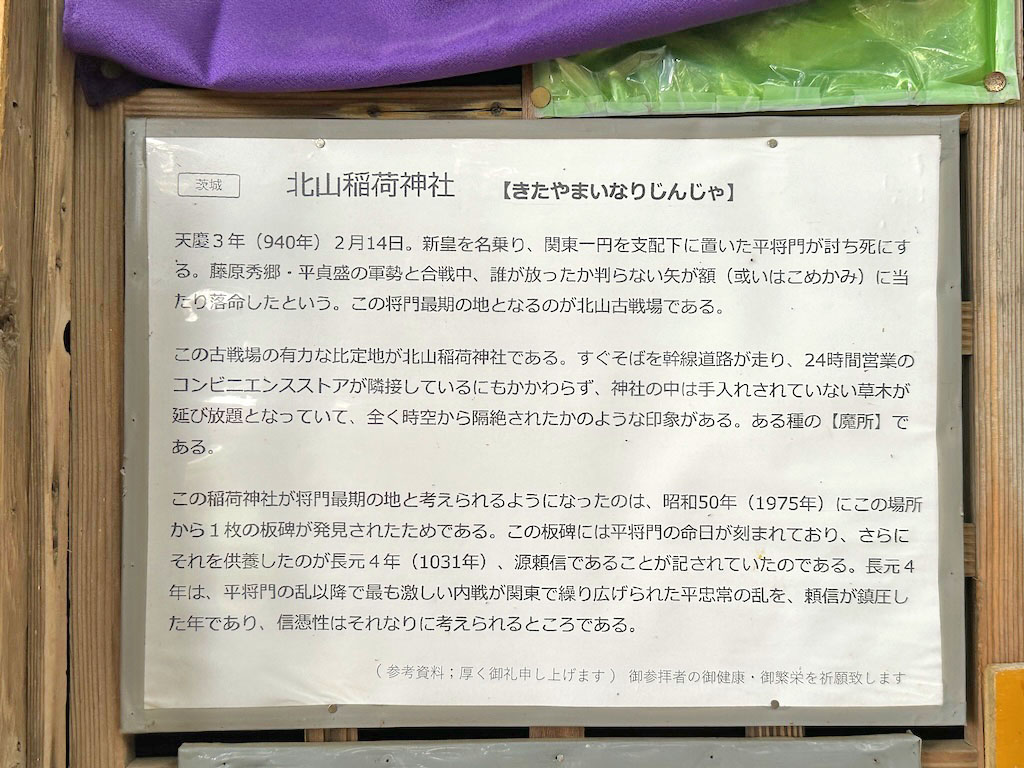 茨城
北山稲荷神社 【きたやまいなりじんじゃ】
天慶３年（940年）２月14日。新皇を名乗り、関東一円を支配下に置いた平将門が討ち死にす
る。藤原秀郷・平貞盛の軍勢と合戦中、誰が放ったか判らない矢が額（或いはこめかみ）に当
たり落命したという。この将門最期の地となるのが北山古戦場である。
この古戦場の有力な比定地が北山稲荷神社である。すぐそばを幹線道路が走り、24時間営業の
コンビニエンスストアが隣接しているにもかかわらず、神社の中は手入れされていない草木が
延び放題となっていて、全く時空から隔絶されたかのような印象がある。ある種の【魔所】で
ある。
この稲荷神社が将門最期の地と考えられるようになったのは、昭和50年（1975年）にこの場所
から１枚の板碑が発見されたためである。この板碑には平将門の命日が刻まれており、さらに
それを供養したのが長元４年（1031年）、源頼信であることが記されていたのである。長元４
年は、平将門の乱以降で最も激しい内戦が関東で繰り広げられた平忠常の乱を、頼信が鎮圧し
た年であり、信憑性はそれなりに考えられるところである。
（参考資料；厚く御礼申し上げます） 御参拝者の御健康・御繁栄を祈願致します